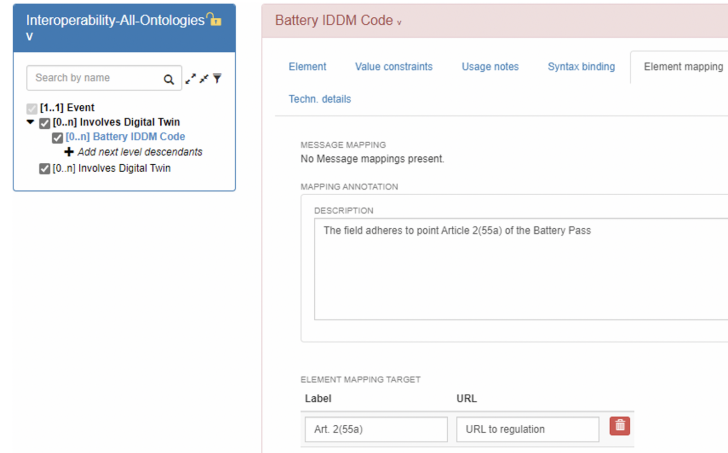 Interoperability-All-Ontologies
v
Search by name
[1..1] Event
[0..n] Involves Digital Twin
[0..n] Battery IDDM Code
Add next level descendants
[0..n] Involves Digital Twin
Battery IDDM Code v
Element Value constraints Usage notes Syntax binding Element mapping
Techn. details
MESSAGE MAPPING
No Message mappings present.
MAPPING ANNOTATION
DESCRIPTION
The field adheres to point Article 2(55a) of the Battery Pass
ELEMENT MAPPING TARGET
Label URL
Art. 2(55a) URL to regulation